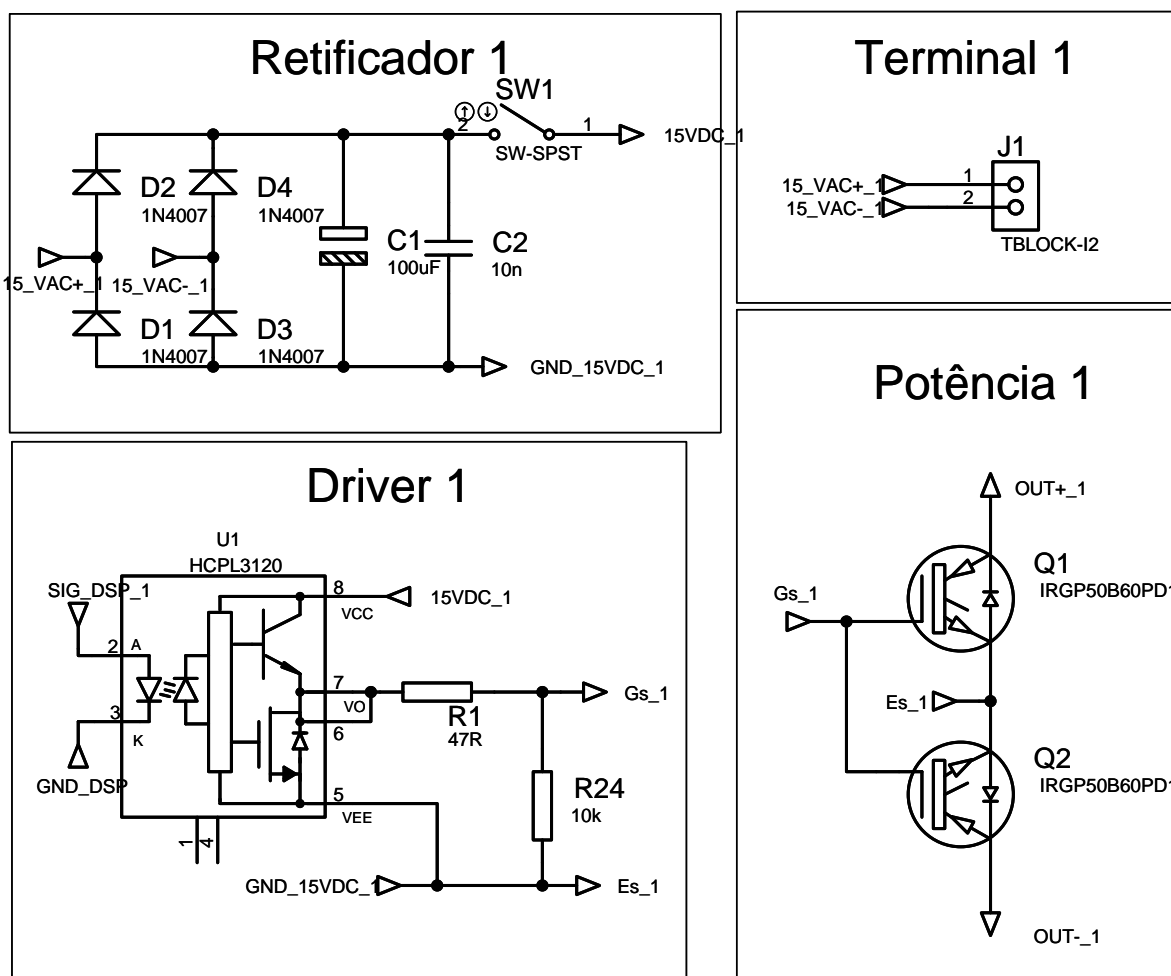 Retificador 1
SW1
2
1
15VDC_1
SW-SPST
D2
1N4007
D4
1N4007
C1
100uF
C2
10n
15_VAC+_1
15_VAC-_1
D1
1N4007
D3
1N4007
GND_15VDC_1
Terminal 1
J1
15_VAC+_1
1
15_VAC-_1
2
TBLOCK-I2
Driver 1
U1
HCPL3120
SIG_DSP_1
8
VCC
15VDC_1
2
A
7
VO
R1
47R
Gs_1
3
K
6
GND_DSP
5
VEE
R24
10k
1
4
GND_15VDC_1
Es_1
Potência 1
OUT+_1
Q1
IRGP50B60PD1
Gs_1
Es_1
Q2
IRGP50B60PD1
OUT-_1